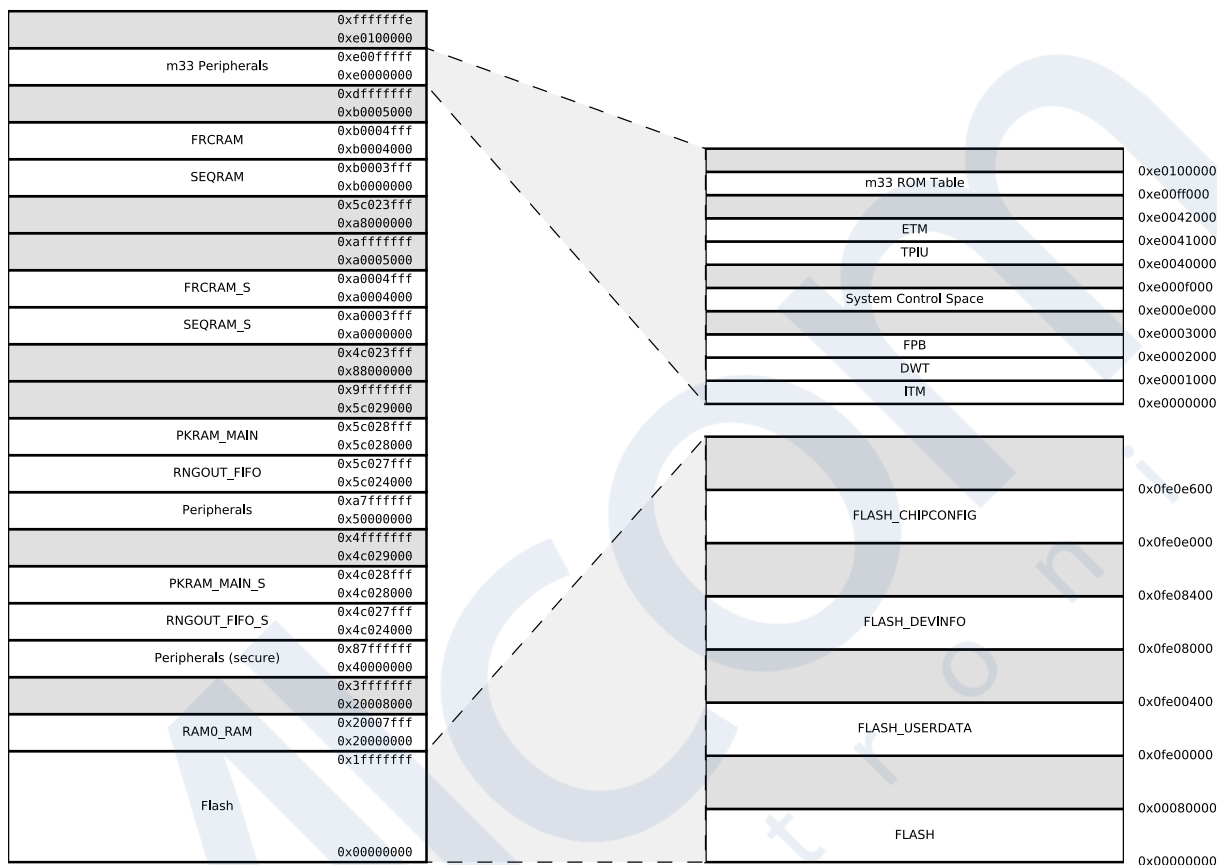 0xfffffffe
0xe0100000
m33 Peripherals
0xe00fffff
0xe0000000
0xdfffffff
0xb0005000
FRCRAM
0xb0004fff
0xb0004000
SEQRAM
0xb0003fff
0xb0000000
0x5c023fff
0xa8000000
0xafffffff
0xa0005000
FRCRAM_S
0xa0004fff
0xa0004000
SEQRAM_S
0xa0003fff
0xa0000000
0x4c023fff
0x88000000
0x9fffffff
0x5c029000
PKRAM_MAIN
0x5c028fff
0x5c028000
RNGOUT_FIFO
0x5c027fff
0x5c024000
Peripherals
0xa7ffffff
0x50000000
0x4fffffff
0x4c029000
PKRAM_MAIN_S
0x4c028fff
0x4c028000
RNGOUT_FIFO_S
0x4c027fff
0x4c024000
Peripherals (secure)
0x87ffffff
0x40000000
0x3fffffff
0x20008000
RAM0_RAM
0x20007fff
0x20000000
0x1fffffff
Flash
0x00000000
0xe0100000
m33 ROM Table
0xe00ff000
0xe0042000
ETM
0xe0041000
TPIU
0xe0040000
0xe000f000
System Control Space
0xe000e000
0xe0003000
FPB
0xe0002000
DWT
0xe0001000
ITM
0xe0000000
0x0fe0e600
FLASH_CHIPCONFIG
0x0fe0e000
0x0fe08400
FLASH_DEVINFO
0x0fe08000
0x0fe00400
FLASH_USERDATA
0x0fe00000
0x00080000
FLASH
0x00000000